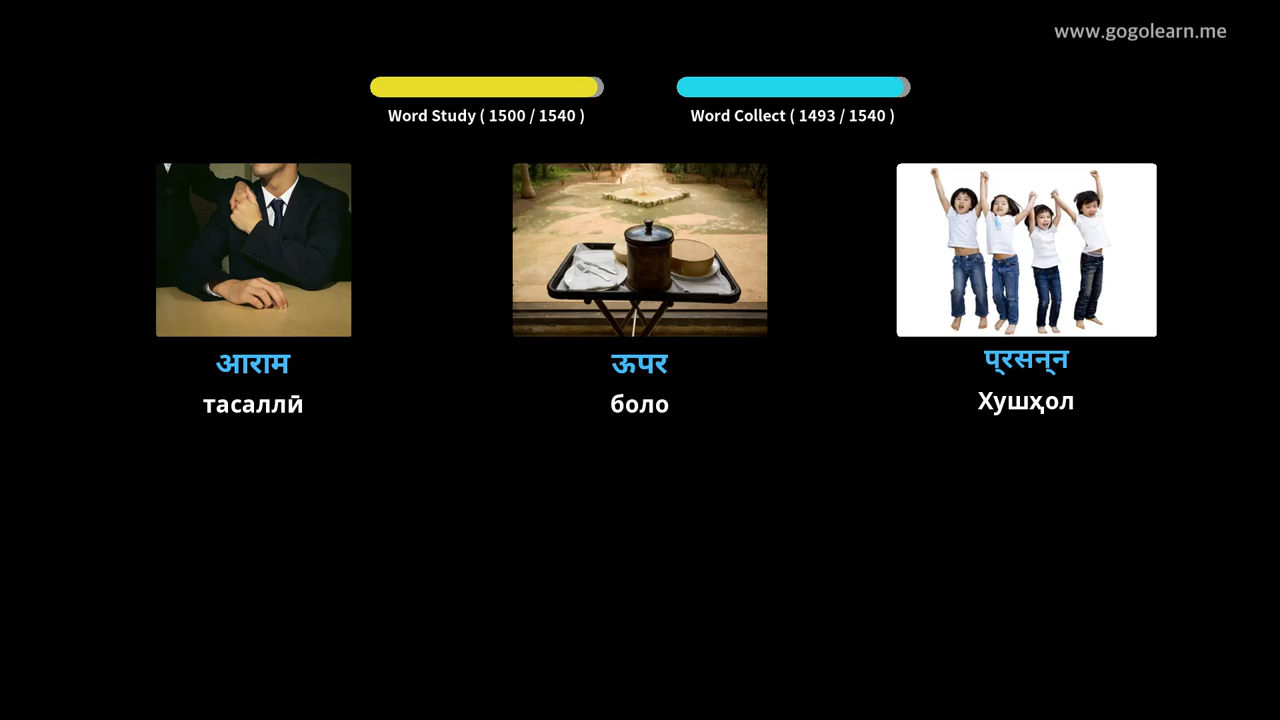 www.gogolearn.me
Word Study ( 1500 / 1540 )
Word Collect ( 1493 / 1540 )
आराम
ऊपर
प्रसन्न
тасаллӣ
боло
Хушҳол